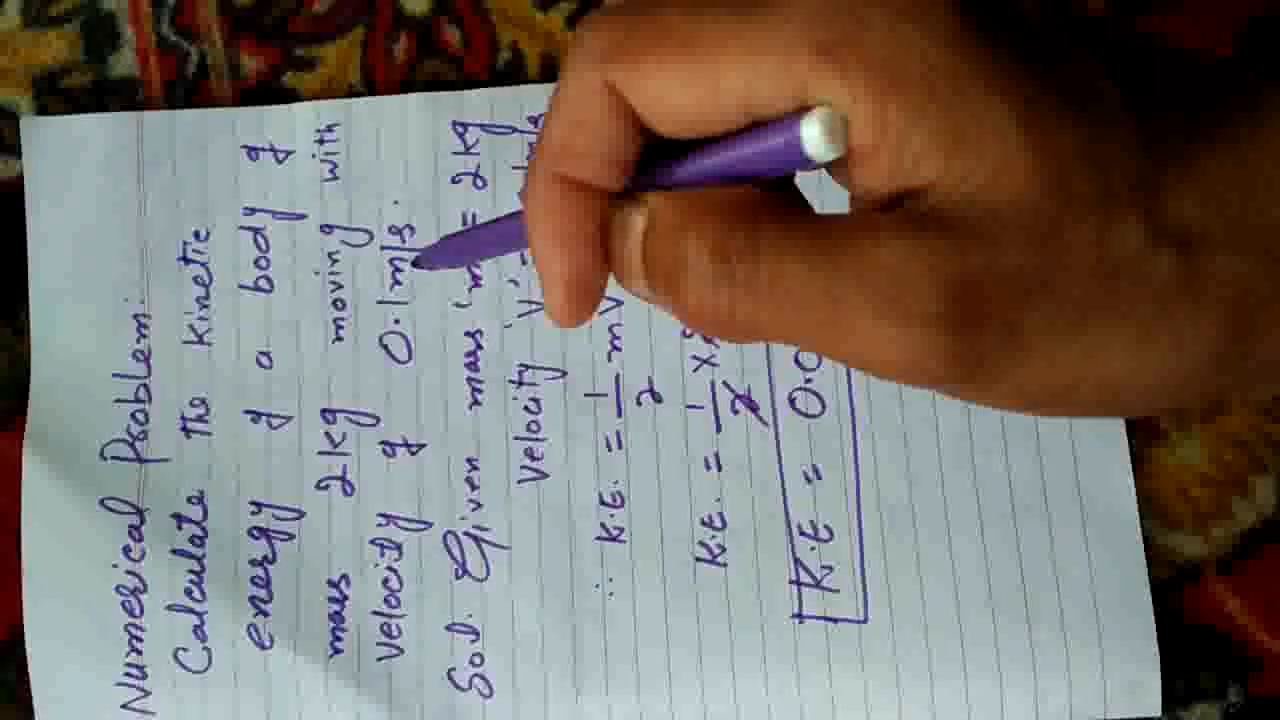 Numerical Problem.
Calculate the kinetic
energy of a body of
mass 2kg moving with
velocity of 0.1m/s.
Sol. Given mass 'm' = 2kg
Velocity 'v' = m/s
∴ K.E. = 1/2 mv
K.E. = 1/2 ×
K.E = 0.0